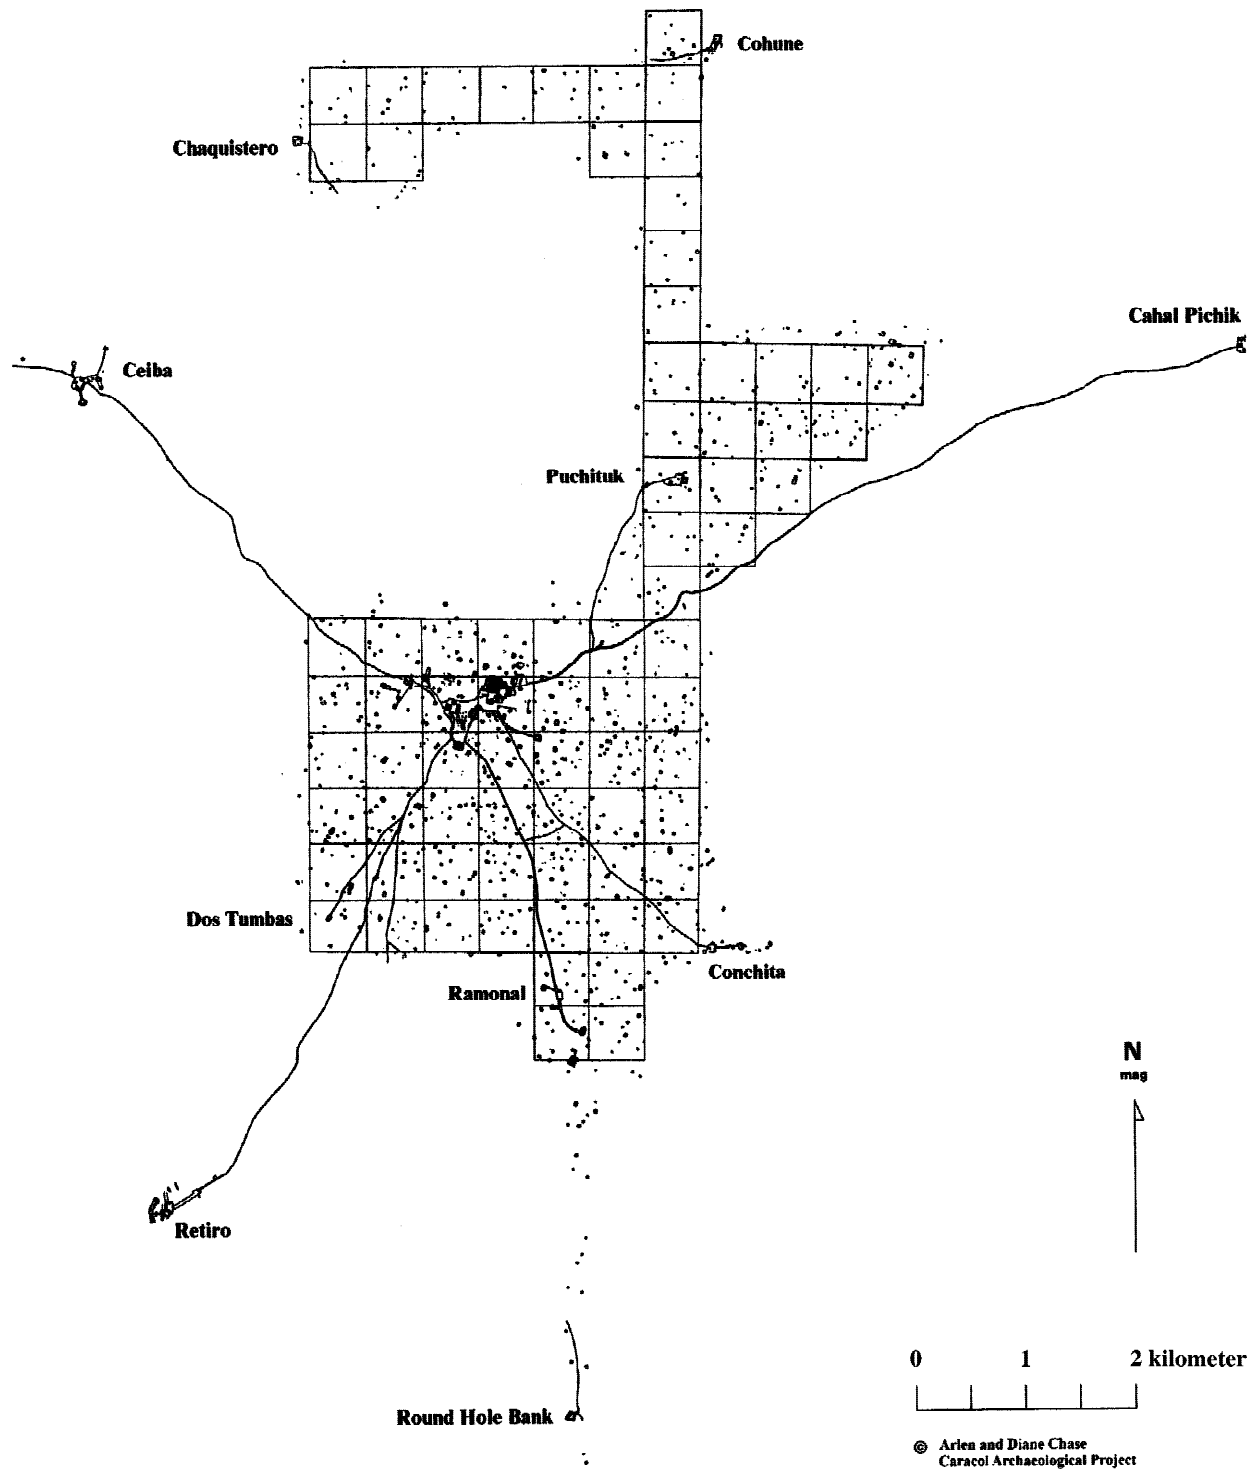 Cohune
Chaquistero
Cahal Pichik
Ceiba
Puchituk
Dos Tumbas
Conchita
Ramonal
N
mag
Retiro
0 1 2 kilometer
Round Hole Bank
© Arlen and Diane Chase
Caracol Archaeological Project